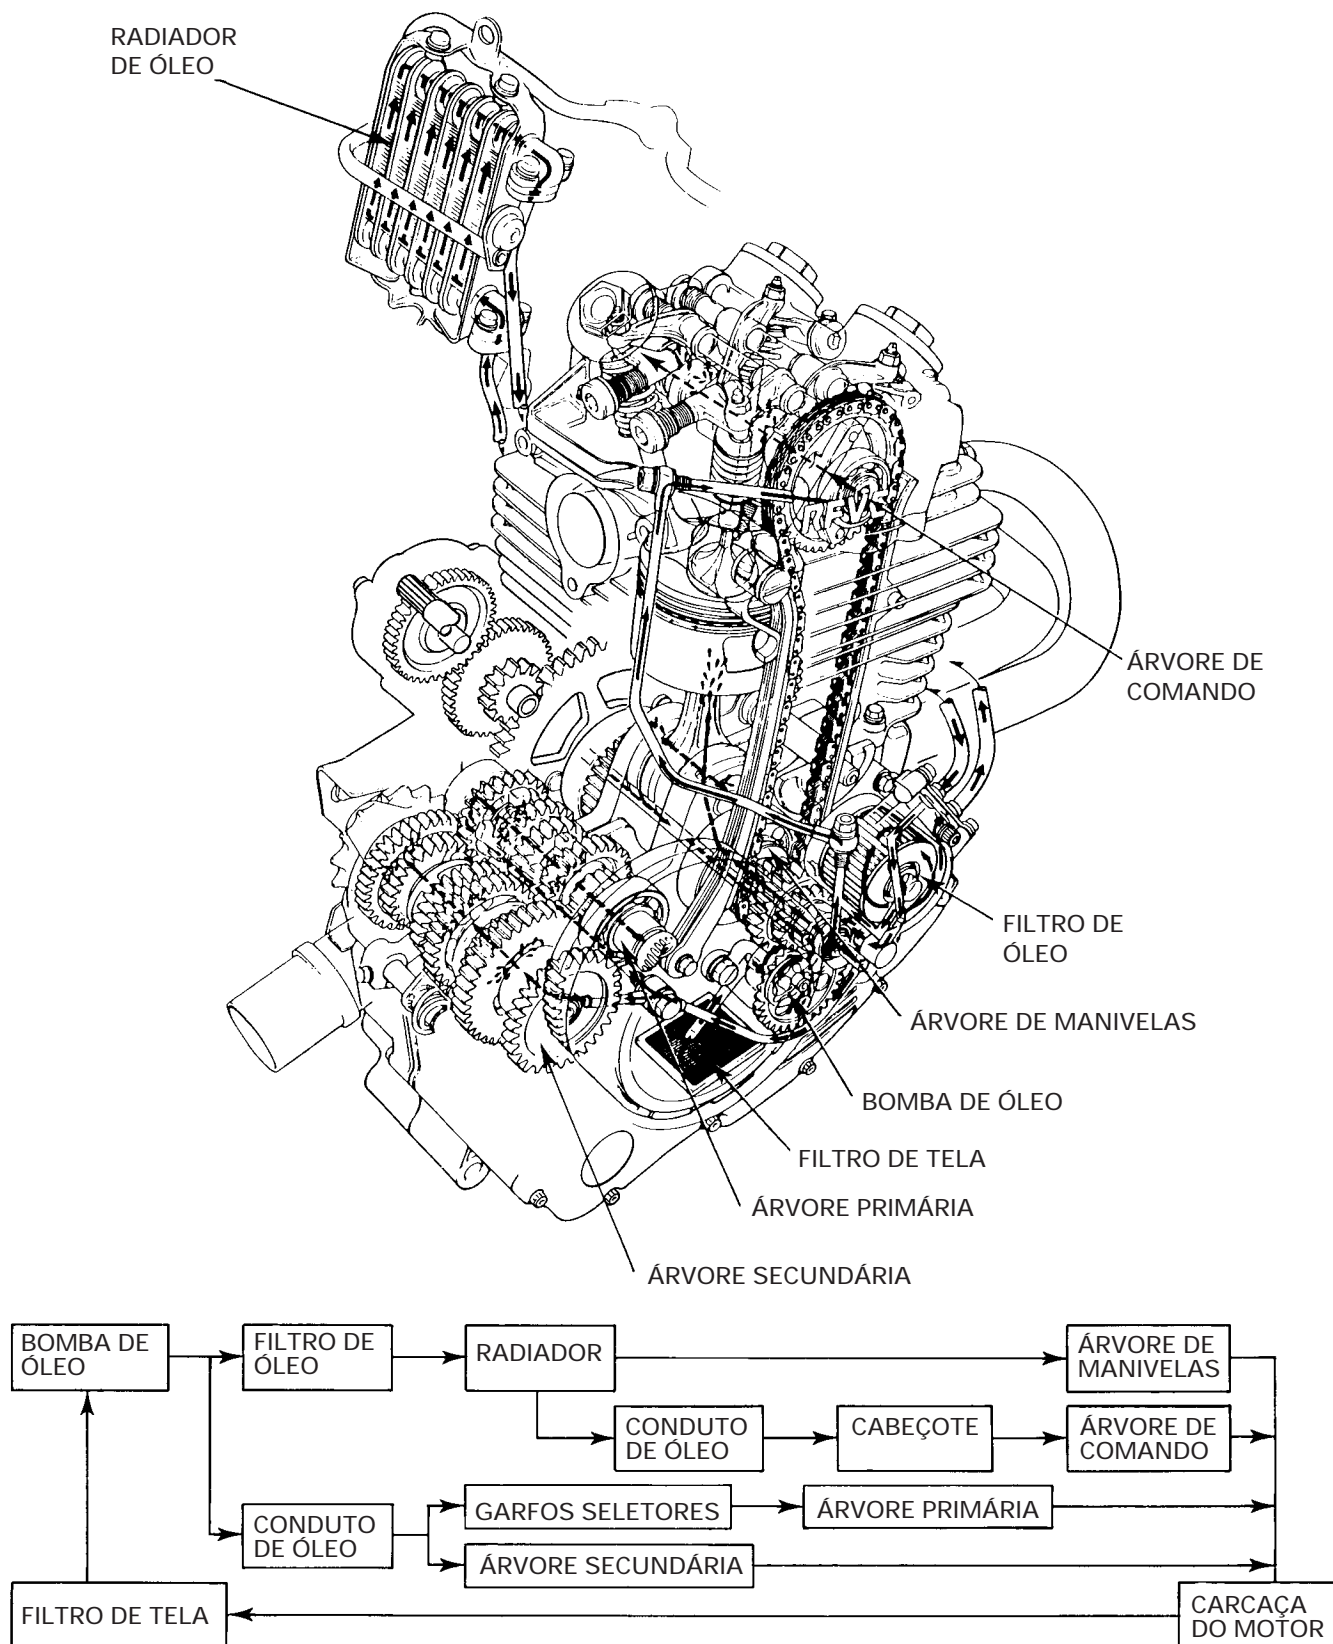 RADIADOR
DE ÓLEO
ÁRVORE DE
COMANDO
FILTRO DE
ÓLEO
ÁRVORE DE MANIVELAS
BOMBA DE ÓLEO
FILTRO DE TELA
ÁRVORE PRIMÁRIA
ÁRVORE SECUNDÁRIA
BOMBA DE
ÓLEO
FILTRO DE
ÓLEO
RADIADOR
ÁRVORE DE
MANIVELAS
CONDUTO
DE ÓLEO
CABEÇOTE
ÁRVORE DE
COMANDO
GARFOS SELETORES
ÁRVORE PRIMÁRIA
CONDUTO
DE ÓLEO
ÁRVORE SECUNDÁRIA
FILTRO DE TELA
CARCAÇA
DO MOTOR